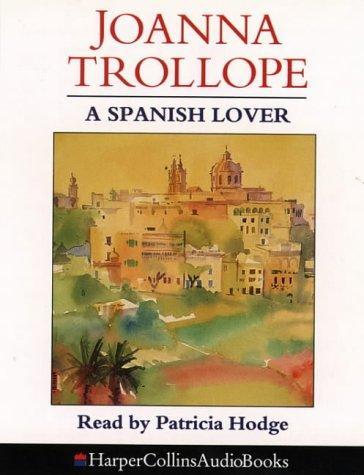 JOANNA
TROLLOPE
A SPANISH LOVER
Read by Patricia Hodge
HarperCollinsAudioBooks